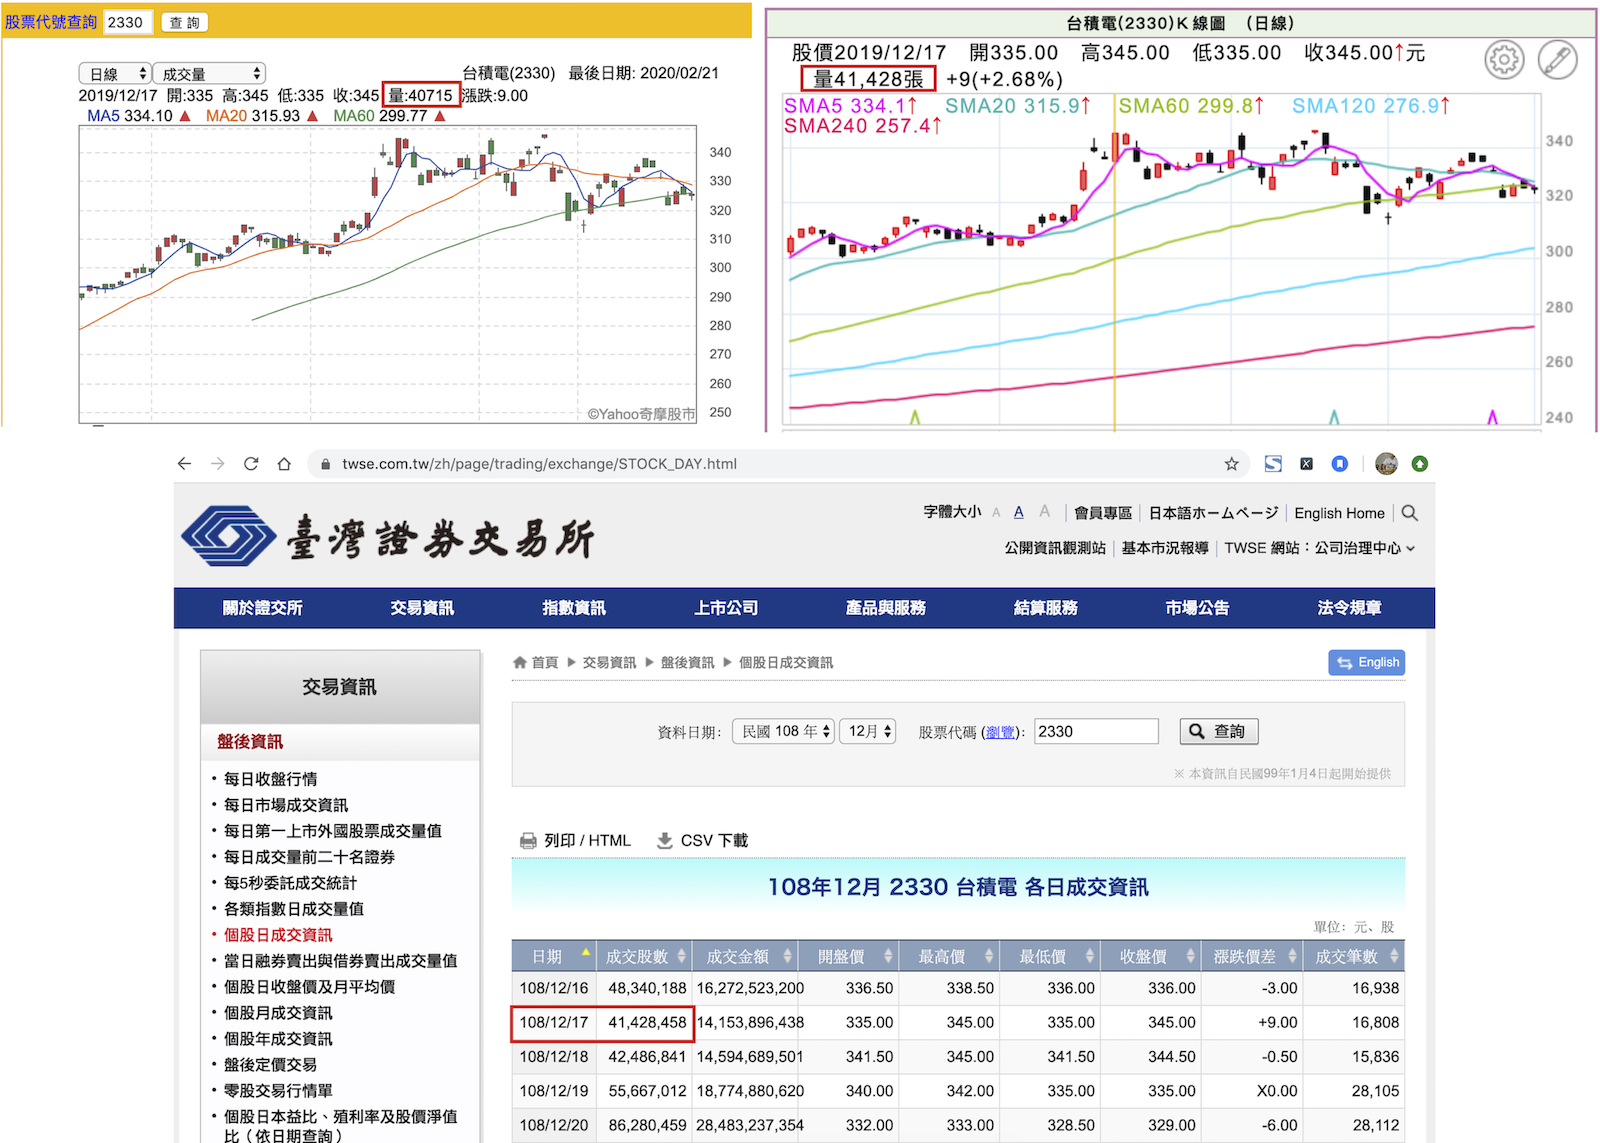 股票代號查詢 2330 查 詢
日線 成交量 台積電(2330) 最後日期: 2020/02/21
2019/12/17 開:335 高:345 低:335 收:345 量:40715 漲跌:9.00
MA5 334.10 ▲ MA20 315.93 ▲ MA60 299.77 ▲
340
330
320
310
300
290
280
270
260
250
©Yahoo奇摩股市
台積電(2330)K線圖 (日線)
股價2019/12/17 開335.00 高345.00 低335.00 收345.00↑元
量41,428張 +9(+2.68%)
SMA5 334.1↑ SMA20 315.9↑ SMA60 299.8↑ SMA120 276.9↑
SMA240 257.4↑
340
320
300
280
260
240
twse.com.tw/zh/page/trading/exchange/STOCK_DAY.html
臺灣證券交易所
字體大小 A A A 會員專區 日本語ホームページ English Home
公開資訊觀測站 基本市況報導 TWSE 網站:公司治理中心
關於證交所 交易資訊 指數資訊 上市公司 產品與服務 結算服務 市場公告 法令規章
交易資訊
盤後資訊
• 每日收盤行情
• 每日市場成交資訊
• 每日第一上市外國股票成交量值
• 每日成交量前二十名證券
• 每5秒委託成交統計
• 各類指數日成交量值
• 個股日成交資訊
• 當日融券賣出與借券賣出成交量值
• 個股日收盤價及月平均價
• 個股月成交資訊
• 個股年成交資訊
• 盤後定價交易
• 零股交易行情單
• 個股日本益比、殖利率及股價淨值
比(依日期查詢)
首頁 ▶ 交易資訊 ▶ 盤後資訊 ▶ 個股日成交資訊
English
資料日期: 民國 108 年 12月 股票代碼 (瀏覽): 2330 查詢
※ 本資訊自民國99年1月4日起開始提供
列印 / HTML CSV 下載
108年12月 2330 台積電 各日成交資訊
單位: 元、股
日期 成交股數 成交金額 開盤價 最高價 最低價 收盤價 漲跌價差 成交筆數
108/12/16 48,340,188 16,272,523,200 336.50 338.50 336.00 336.00 -3.00 16,938
108/12/17 41,428,458 14,153,896,438 335.00 345.00 335.00 345.00 +9.00 16,808
108/12/18 42,486,841 14,594,689,501 341.50 345.00 341.50 344.50 -0.50 15,836
108/12/19 55,667,012 18,774,880,620 340.00 342.00 335.00 335.00 X0.00 28,105
108/12/20 86,280,459 28,483,237,354 332.00 333.00 328.50 329.00 -6.00 28,112